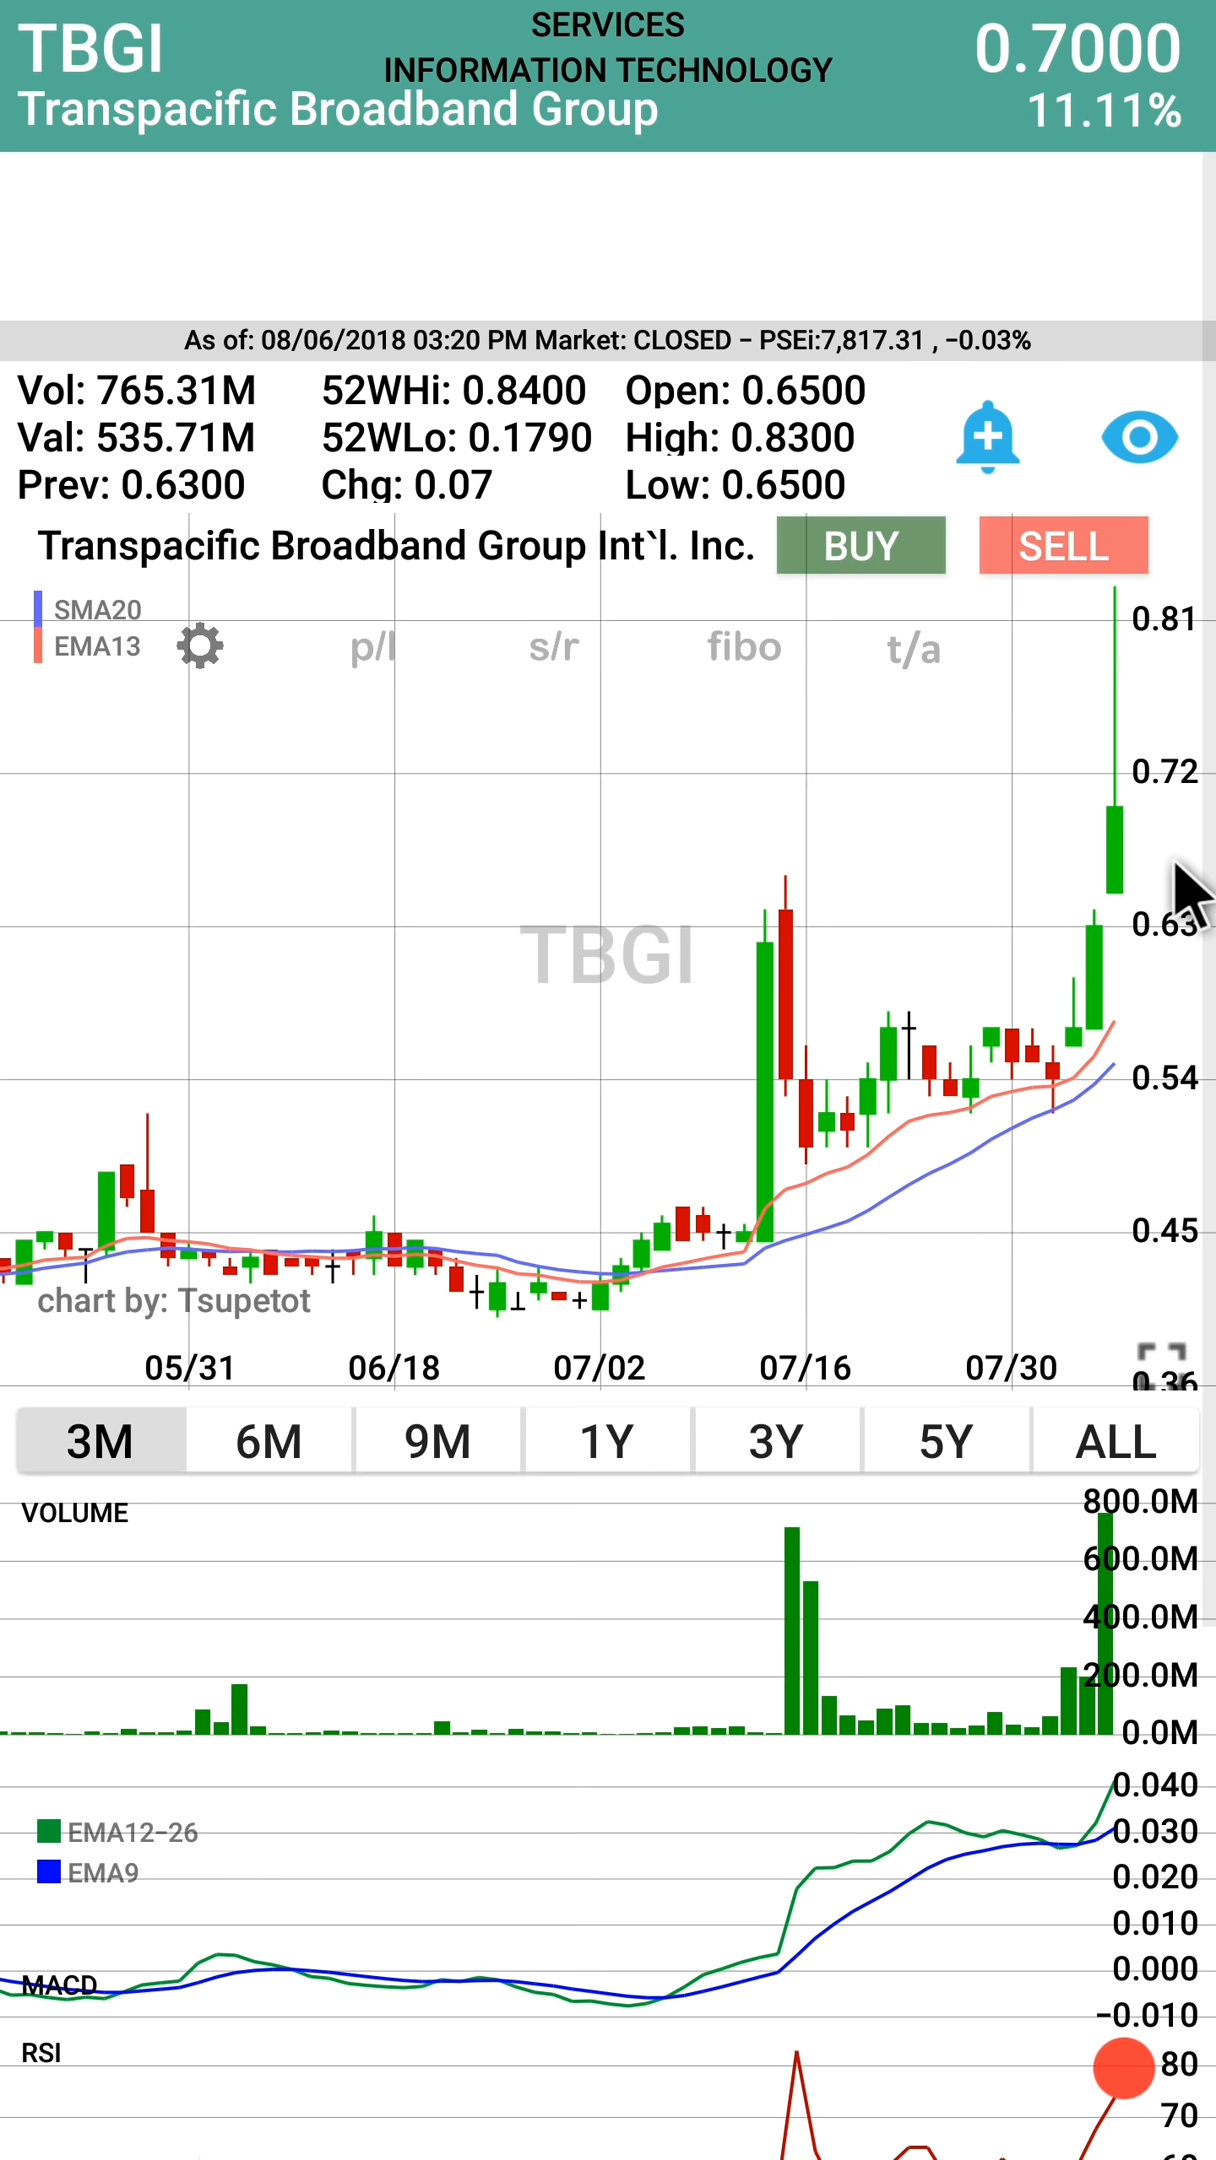 TBGI
SERVICES
INFORMATION TECHNOLOGY
0.7000
Transpacific Broadband Group
11.11%
As of: 08/06/2018 03:20 PM Market: CLOSED - PSEi:7,817.31 , -0.03%
Vol: 765.31M 52WHi: 0.8400 Open: 0.6500
Val: 535.71M 52WLo: 0.1790 High: 0.8300
Prev: 0.6300 Chg: 0.07 Low: 0.6500
Transpacific Broadband Group Int`l. Inc. BUY SELL
SMA20
EMA13
p/l s/r fibo t/a
0.81
0.72
0.63
TBGI
0.54
0.45
chart by: Tsupetot
05/31 06/18 07/02 07/16 07/30
0.36
3M 6M 9M 1Y 3Y 5Y ALL
VOLUME
800.0M
600.0M
400.0M
200.0M
0.0M
0.040
EMA12-26
0.030
EMA9
0.020
0.010
MACD
0.000
-0.010
RSI
80
70